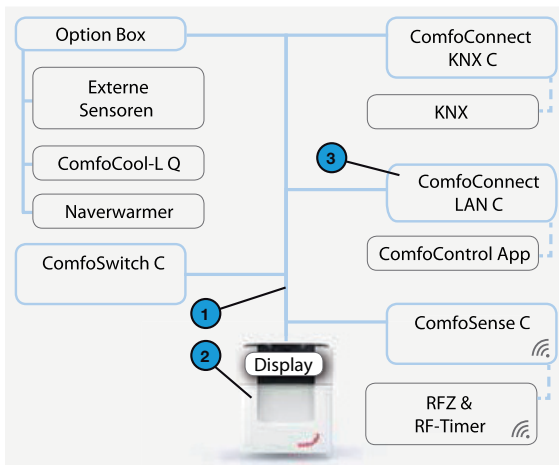 Option Box
Externe
Sensoren
ComfoCool-L Q
Naverwarmer
ComfoSwitch C
ComfoConnect
KNX C
KNX
3
ComfoConnect
LAN C
ComfoControl App
1
2
Display
ComfoSense C
RFZ &
RF-Timer